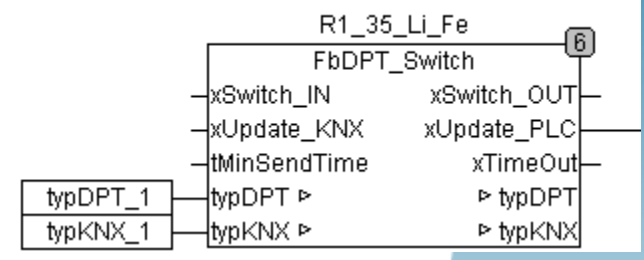 R1_35_Li_Fe
6
FbDPT_Switch
xSwitch_IN xSwitch_OUT
xUpdate_KNX xUpdate_PLC
tMinSendTime xTimeOut
typDPT_1 typDPT ▹ ▹ typDPT
typKNX_1 typKNX ▹ ▹ typKNX